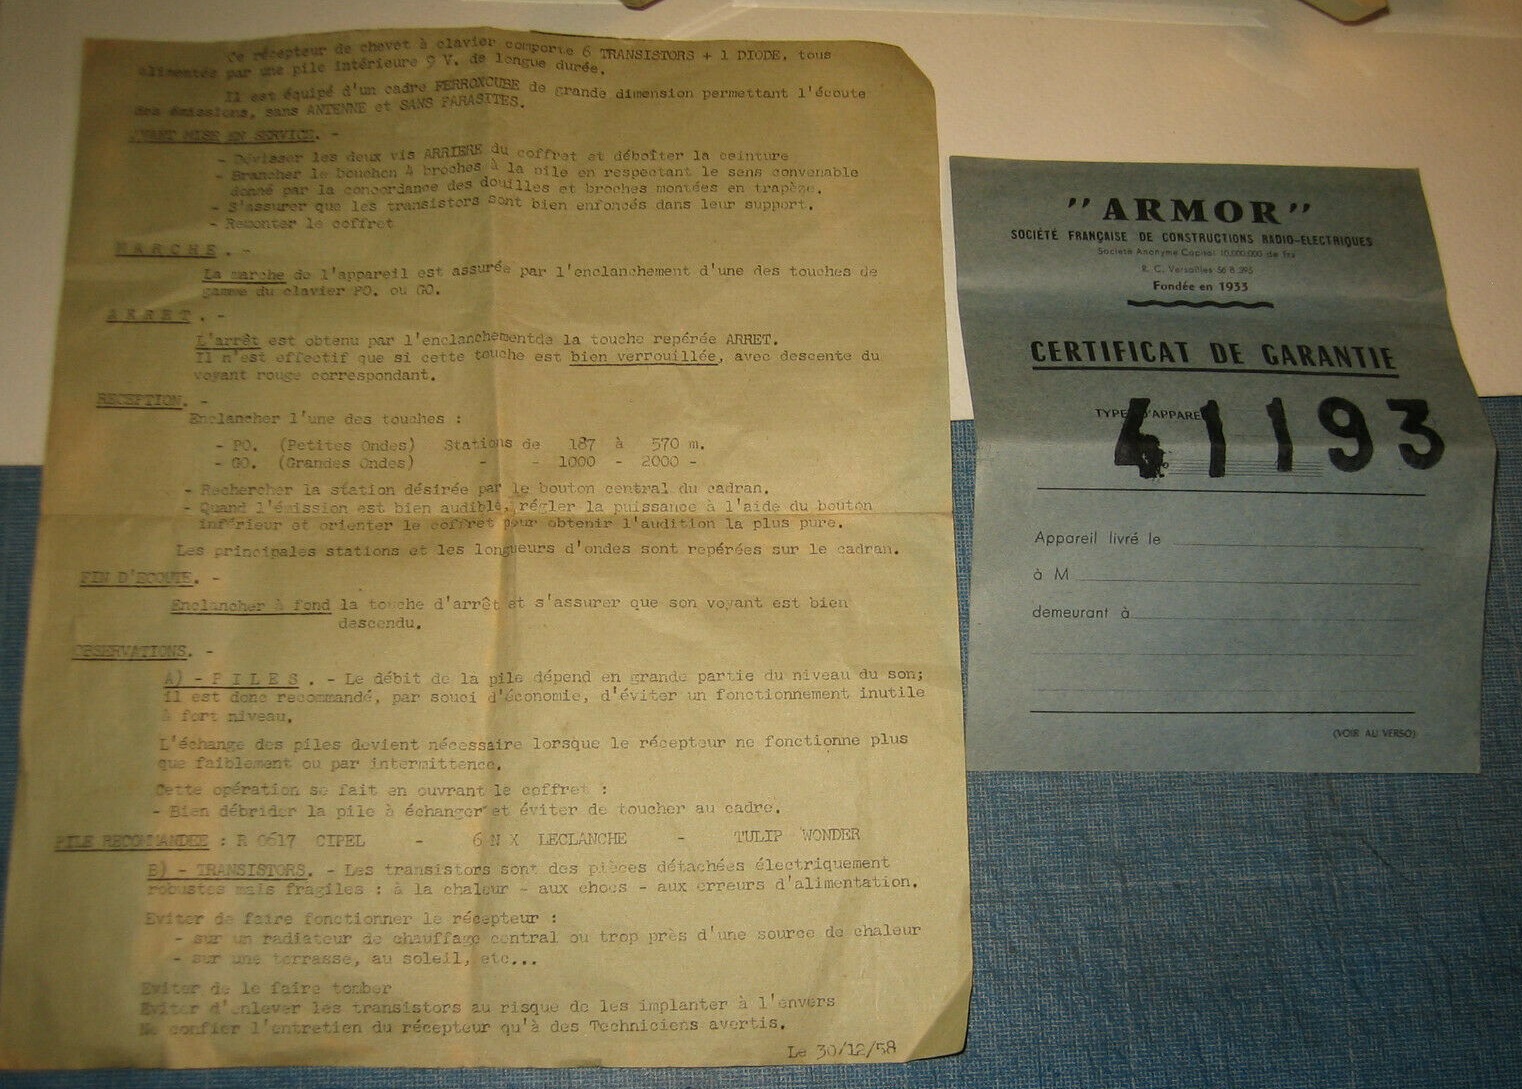 Ce récepteur de chevet à clavier comporte 6 TRANSISTORS + 1 DIODE, tous
alimentés par une pile intérieure 9 V. de longue durée.
Il est équipé d'un cadre FERROXCUBE de grande dimension permettant l'écoute
des émissions, sans ANTENNE et SANS PARASITES.
AVANT MISE EN SERVICE. -
- Dévisser les deux vis ARRIERE du coffret et déboîter la ceinture
- Brancher le bouchon 4 broches à la pile en respectant le sens convenable
donné par la concordance des douilles et broches montées en trapèze.
- S'assurer que les transistors sont bien enfoncés dans leur support.
- Remonter le coffret
MARCHE. -
La marche de l'appareil est assurée par l'enclanchement d'une des touches de
gamme du clavier PO. ou GO.
ARRET. -
L'arrêt est obtenu par l'enclanchementde la touche repérée ARRET.
Il n'est effectif que si cette touche est bien verrouillée, avec descente du
voyant rouge correspondant.
RECEPTION. -
Enclancher l'une des touches :
- PO. (Petites Ondes) Stations de 187 à 570 m.
- GO. (Grandes Ondes) - - 1000 - 2000 -
- Rechercher la station désirée par le bouton central du cadran.
- Quand l'émission est bien audible, régler la puissance à l'aide du bouton
inférieur et orienter le coffret pour obtenir l'audition la plus pure.
Les principales stations et les longueurs d'ondes sont repérées sur le cadran.
FIN D'ECOUTE. -
Enclancher à fond la touche d'arrêt et s'assurer que son voyant est bien
descendu.
OBSERVATIONS. -
A) - PILES. - Le débit de la pile dépend en grande partie du niveau du son;
il est donc recommandé, par souci d'économie, d'éviter un fonctionnement inutile
à fort niveau.
L'échange des piles devient nécessaire lorsque le récepteur ne fonctionne plus
que faiblement ou par intermittence.
Cette opération se fait en ouvrant le coffret :
- Bien débrider la pile à échanger et éviter de toucher au cadre.
PILE RECOMMANDEE : R 0617 CIPEL - 6 N X LECLANCHE - TULIP WONDER
B) - TRANSISTORS. - Les transistors sont des pièces détachées électriquement
robustes mais fragiles : à la chaleur - aux chocs - aux erreurs d'alimentation.
Eviter de faire fonctionner le récepteur :
- sur un radiateur de chauffage central ou trop près d'une source de chaleur
- sur une terrasse, au soleil, etc...
Eviter de le faire tomber
Eviter d'enlever les transistors au risque de les implanter à l'envers
Ne confier l'entretien du récepteur qu'à des Techniciens avertis.
Le 30/12/58
"ARMOR"
SOCIÉTÉ FRANÇAISE DE CONSTRUCTIONS RADIO-ELECTRIQUES
Société Anonyme Capital 10.000.000 de frs
R. C. Versailles 56 B 295
Fondée en 1933
CERTIFICAT DE GARANTIE
TYPE D'APPARE
41193
Appareil livré le
à M
demeurant à
(VOIR AU VERSO)